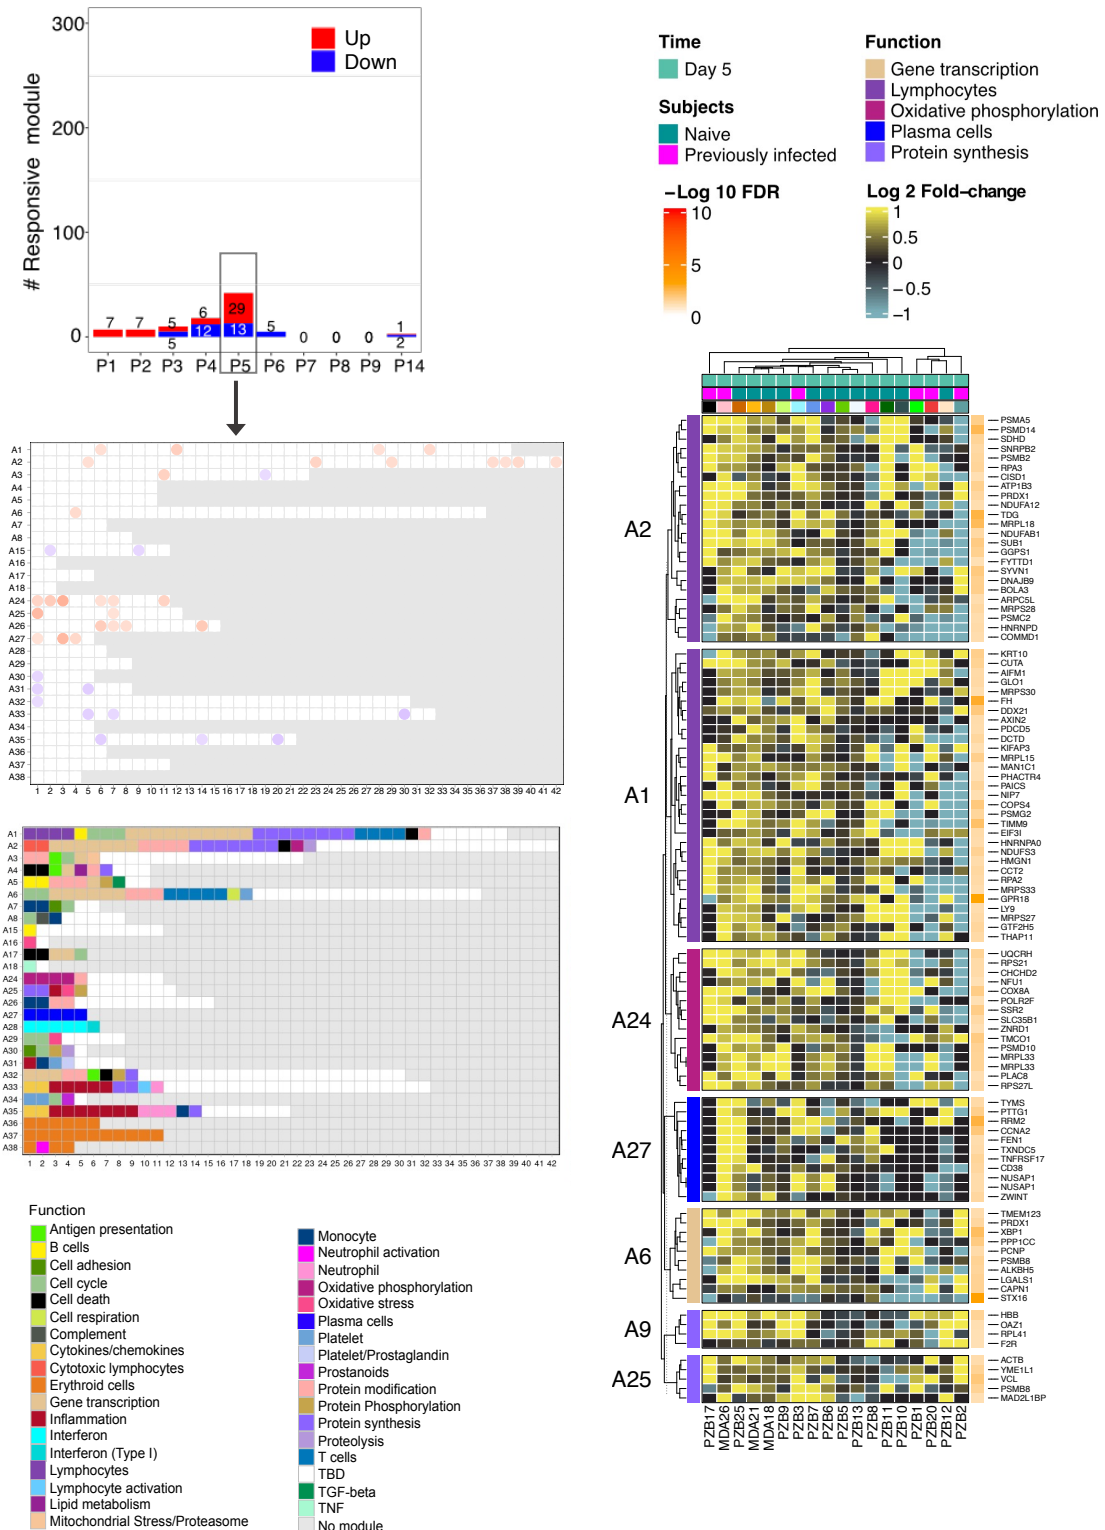 300
200
100
0
# Responsive module
Up
Down
7
7
5
5
6
12
29
13
5
0
0
0
1
2
P1 P2 P3 P4 P5 P6 P7 P8 P9 P14
A1
A2
A3
A4
A5
A6
A7
A8
A15
A16
A17
A18
A24
A25
A26
A27
A28
A29
A30
A31
A32
A33
A34
A35
A36
A37
A38
1 2 3 4 5 6 7 8 9 10 11 12 13 14 15 16 17 18 19 20 21 22 23 24 25 26 27 28 29 30 31 32 33 34 35 36 37 38 39 40 41 42
A1
A2
A3
A4
A5
A6
A7
A8
A15
A16
A17
A18
A24
A25
A26
A27
A28
A29
A30
A31
A32
A33
A34
A35
A36
A37
A38
1 2 3 4 5 6 7 8 9 10 11 12 13 14 15 16 17 18 19 20 21 22 23 24 25 26 27 28 29 30 31 32 33 34 35 36 37 38 39 40 41 42
Function
Antigen presentation
B cells
Cell adhesion
Cell cycle
Cell death
Cell respiration
Complement
Cytokines/chemokines
Cytotoxic lymphocytes
Erythroid cells
Gene transcription
Inflammation
Interferon
Interferon (Type I)
Lymphocytes
Lymphocyte activation
Lipid metabolism
Mitochondrial Stress/Proteasome
Monocyte
Neutrophil activation
Neutrophil
Oxidative phosphorylation
Oxidative stress
Plasma cells
Platelet
Platelet/Prostaglandin
Prostanoids
Protein modification
Protein Phosphorylation
Protein synthesis
Proteolysis
T cells
TBD
TGF-beta
TNF
No module
Time
Day 5
Subjects
Naive
Previously infected
Function
Gene transcription
Lymphocytes
Oxidative phosphorylation
Plasma cells
Protein synthesis
−Log 10 FDR
10
5
0
Log 2 Fold−change
1
0.5
0
−0.5
−1
A2
PSMA5
PSMD14
SDHD
SNRPB2
PSMB2
RPA3
CISD1
ATP1B3
PRDX1
NDUFA12
TDG
MRPL18
NDUFAB1
SUB1
GGPS1
FYTTD1
SYVN1
DNAJB9
BOLA3
ARPC5L
MRPS28
PSMC2
HNRNPD
COMMD1
A1
KRT10
CUTA
AIFM1
GLO1
MRPS30
FH
DDX21
AXIN2
PDCD5
DCTD
KIFAP3
MRPL15
MAN1C1
PHACTR4
PAICS
NIP7
COPS4
PSMG2
TIMM9
EIF3I
HNRNPA0
NDUFS3
HMGN1
CCT2
RPA2
MRPS33
GPR18
LY9
MRPS27
GTF2H5
THAP11
A24
UQCRH
RPS21
CHCHD2
NFU1
COX8A
POLR2F
SSR2
SLC35B1
ZNRD1
TMCO1
PSMD10
MRPL33
MRPL33
PLAC8
RPS27L
A27
TYMS
PTTG1
RRM2
CCNA2
FEN1
TXNDC5
TNFRSF17
CD38
NUSAP1
NUSAP1
ZWINT
A6
TMEM123
PRDX1
XBP1
PPP1CC
PCNP
PSMB8
ALKBH5
LGALS1
CAPN1
STX16
A9
HBB
OAZ1
RPL41
F2R
A25
ACTB
YME1L1
VCL
PSMB8
MAD2L1BP
PZB17 MDA26 PZB25 MDA21 MDA18 PZB9 PZB3 PZB7 PZB6 PZB5 PZB13 PZB8 PZB11 PZB10 PZB1 PZB20 PZB12 PZB2